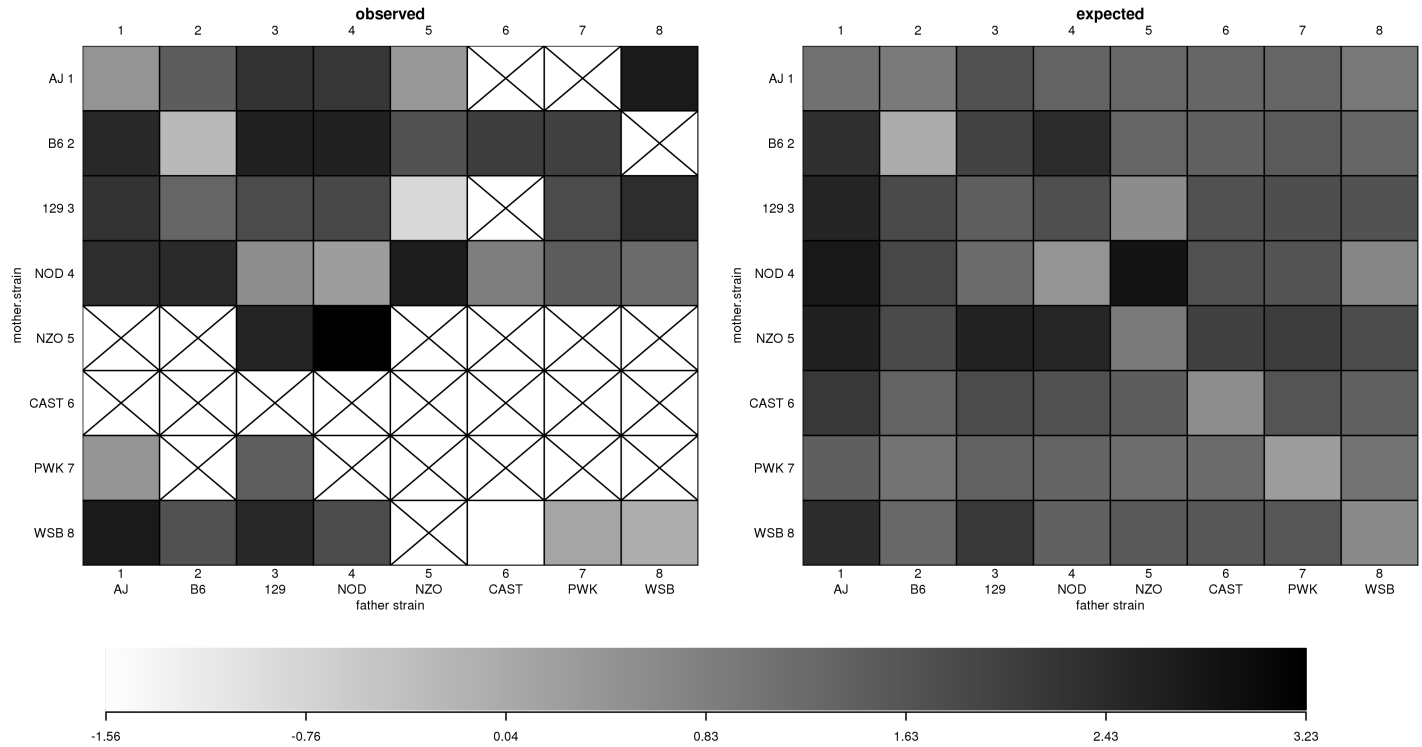 observed
1 2 3 4 5 6 7 8
AJ 1
B6 2
129 3
NOD 4
NZO 5
CAST 6
PWK 7
WSB 8
mother.strain
1 2 3 4 5 6 7 8
AJ B6 129 NOD NZO CAST PWK WSB
father strain
expected
1 2 3 4 5 6 7 8
AJ 1
B6 2
129 3
NOD 4
NZO 5
CAST 6
PWK 7
WSB 8
mother.strain
1 2 3 4 5 6 7 8
AJ B6 129 NOD NZO CAST PWK WSB
father strain
-1.56 -0.76 0.04 0.83 1.63 2.43 3.23